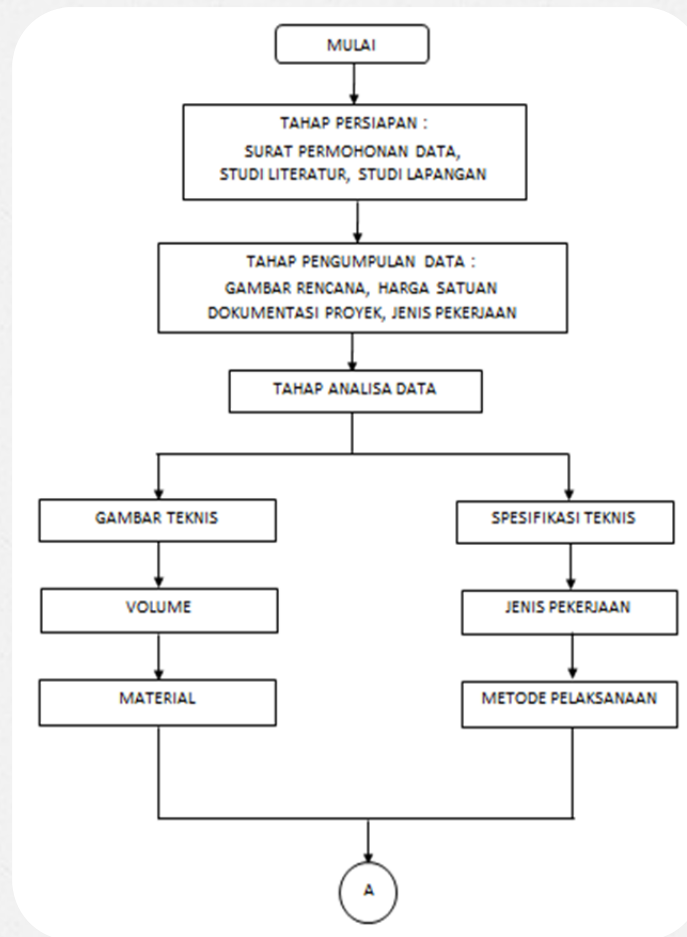 MULAI
TAHAP PERSIAPAN :
SURAT PERMOHONAN DATA,
STUDI LITERATUR, STUDI LAPANGAN
TAHAP PENGUMPULAN DATA :
GAMBAR RENCANA, HARGA SATUAN
DOKUMENTASI PROYEK, JENIS PEKERJAAN
TAHAP ANALISA DATA
GAMBAR TEKNIS
VOLUME
MATERIAL
SPESIFIKASI TEKNIS
JENIS PEKERJAAN
METODE PELAKSANAAN
A